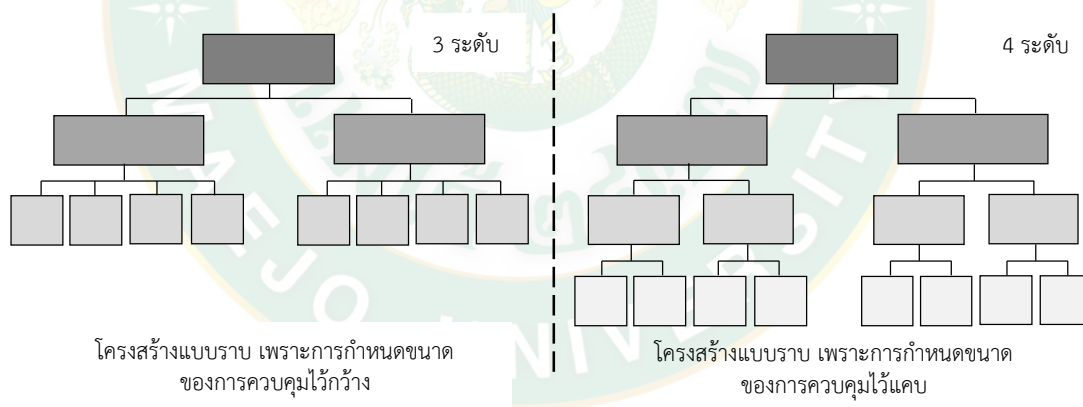 3 ระดับ
โครงสร้างแบบราบ เพราะการกำหนดขนาด
ของการควบคุมไว้กว้าง
4 ระดับ
โครงสร้างแบบราบ เพราะการกำหนดขนาด
ของการควบคุมไว้แคบ
MAEJO UNIVERSITY